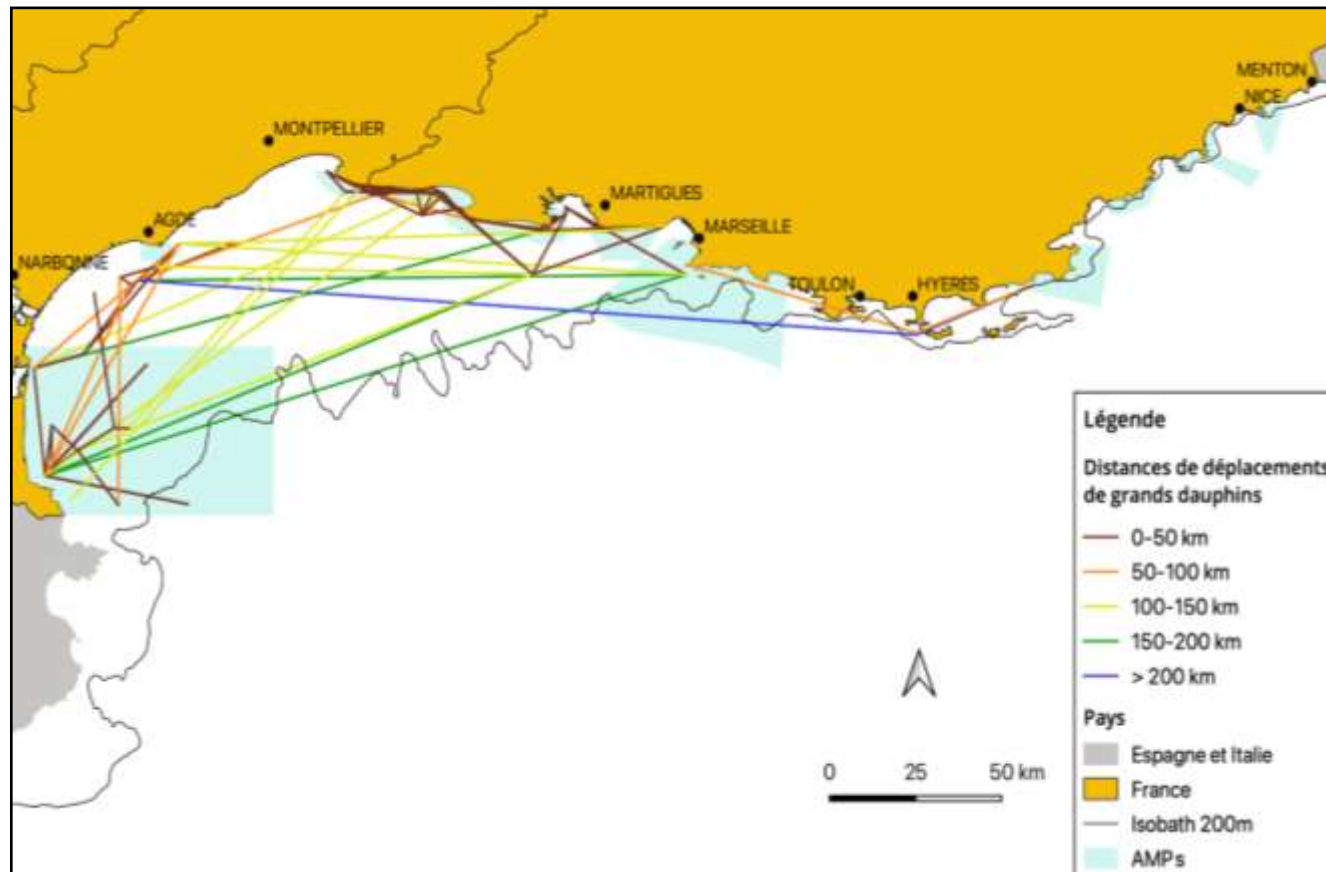 MENTON
NICE
MONTPELLIER
MARTIGUES
AGDE
MARSEILLE
NARBONNE
TOULON
HYERES
Légende
Distances de déplacements
de grands dauphins
0-50 km
50-100 km
100-150 km
150-200 km
> 200 km
Pays
Espagne et Italie
France
Isobath 200m
AMPs
0 25 50 km